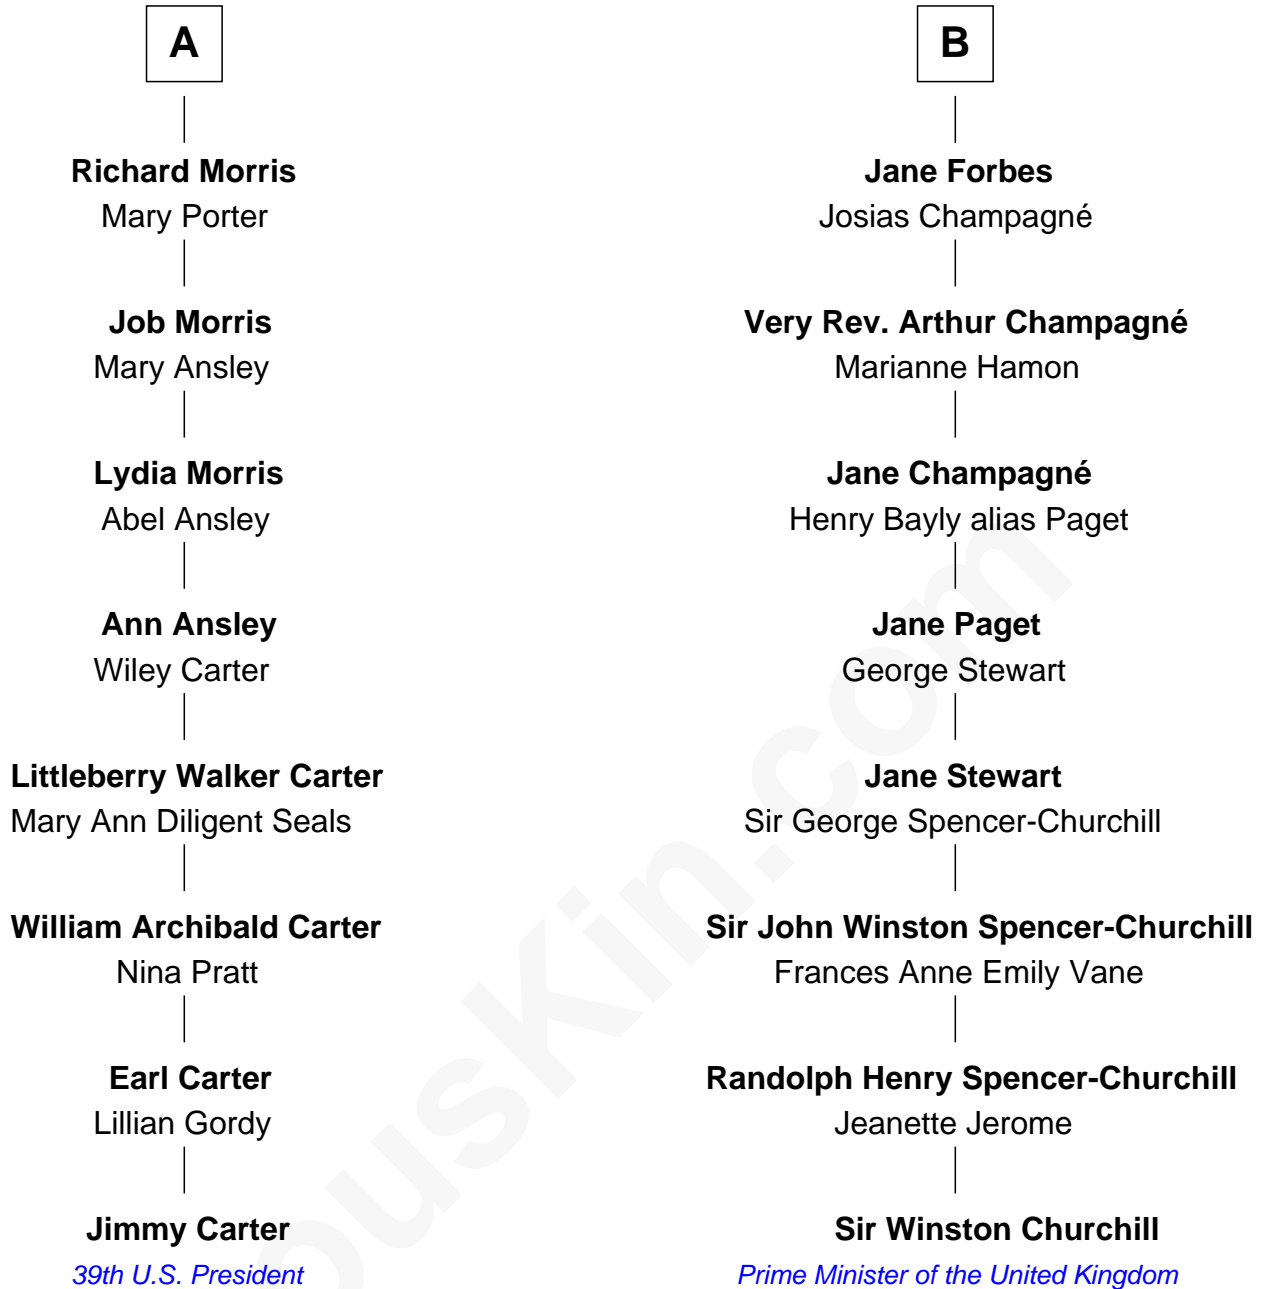 A
Richard Morris
Mary Porter
Job Morris
Mary Ansley
Lydia Morris
Abel Ansley
Ann Ansley
Wiley Carter
Littleberry Walker Carter
Mary Ann Diligent Seals
William Archibald Carter
Nina Pratt
Earl Carter
Lillian Gordy
Jimmy Carter
39th U.S. President
B
Jane Forbes
Josias Champagné
Very Rev. Arthur Champagné
Marianne Hamon
Jane Champagné
Henry Bayly alias Paget
Jane Paget
George Stewart
Jane Stewart
Sir George Spencer-Churchill
Sir John Winston Spencer-Churchill
Frances Anne Emily Vane
Randolph Henry Spencer-Churchill
Jeanette Jerome
Sir Winston Churchill
Prime Minister of the United Kingdom
ousKin.com